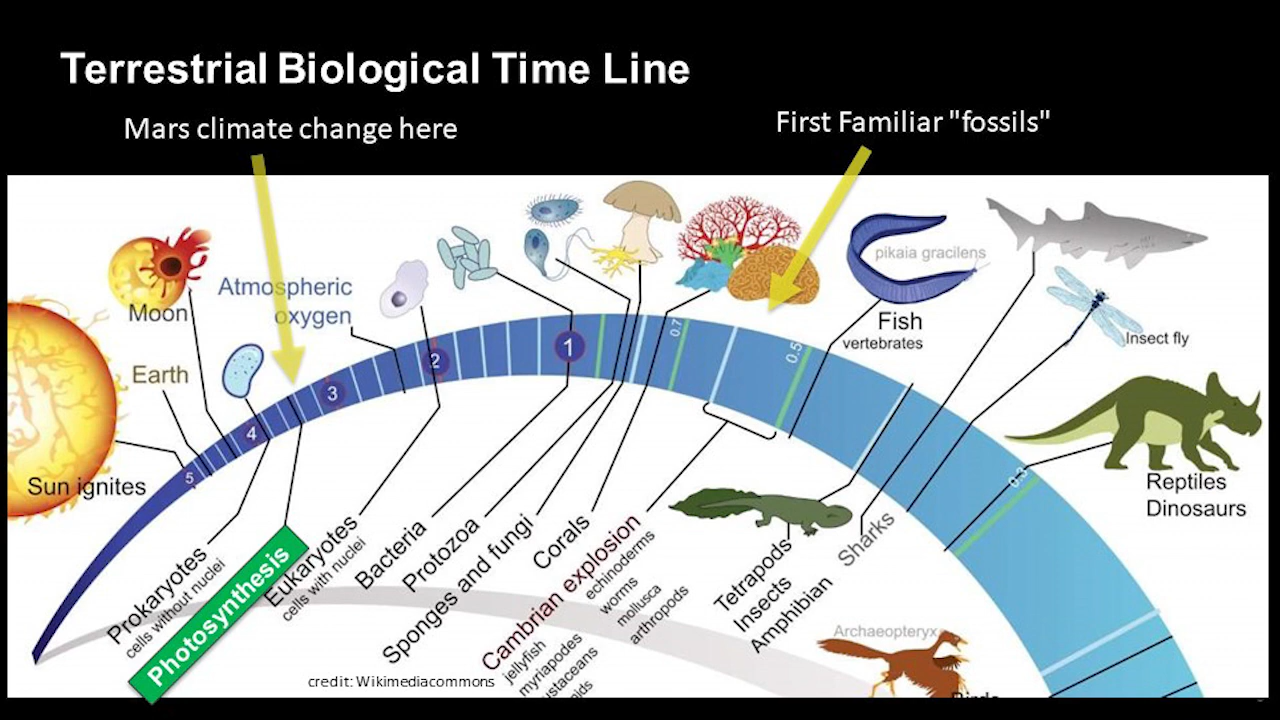 Terrestrial Biological Time Line
Mars climate change here
First Familiar "fossils"
Moon
Atmospheric
oxygen
Earth
pikaia gracilens
Fish
vertebrates
Insect fly
Sun ignites
5
4
3
2
1
0.7
0.5
0.3
Reptiles
Dinosaurs
Prokaryotes
cells without nuclei
Photosynthesis
Eukaryotes
cells with nuclei
Bacteria
Protozoa
Sponges and fungi
Corals
Cambrian explosion
echinoderms
worms
mollusca
arthropods
jellyfish
myriapodes
Tetrapods
Insects
Amphibian
Sharks
Archaeopteryx
credit: Wikimediacommons